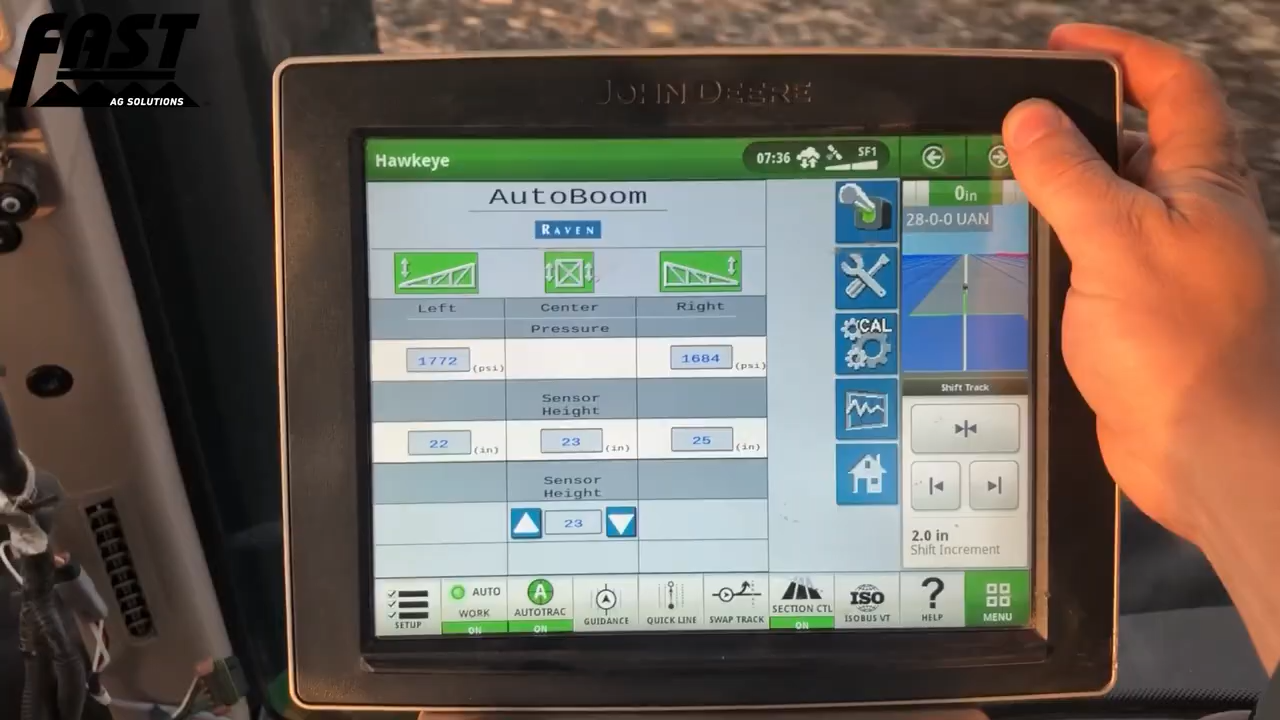 FAST
AG SOLUTIONS
JOHN DEERE
Hawkeye
07:36
SF1
AutoBoom
RAVEN
0in
28-0-0 UAN
Left
Center
Right
Pressure
1772 (psi)
1684 (psi)
Sensor
Height
22 (in)
23 (in)
25 (in)
Sensor
Height
23
CAL
Shift Track
2.0 in
Shift Increment
SETUP
AUTO
WORK
ON
A
AUTOTRAC
ON
GUIDANCE
QUICK LINE
SWAP TRACK
SECTION CTL
ON
ISO
ISOBUS VT
?
HELP
MENU